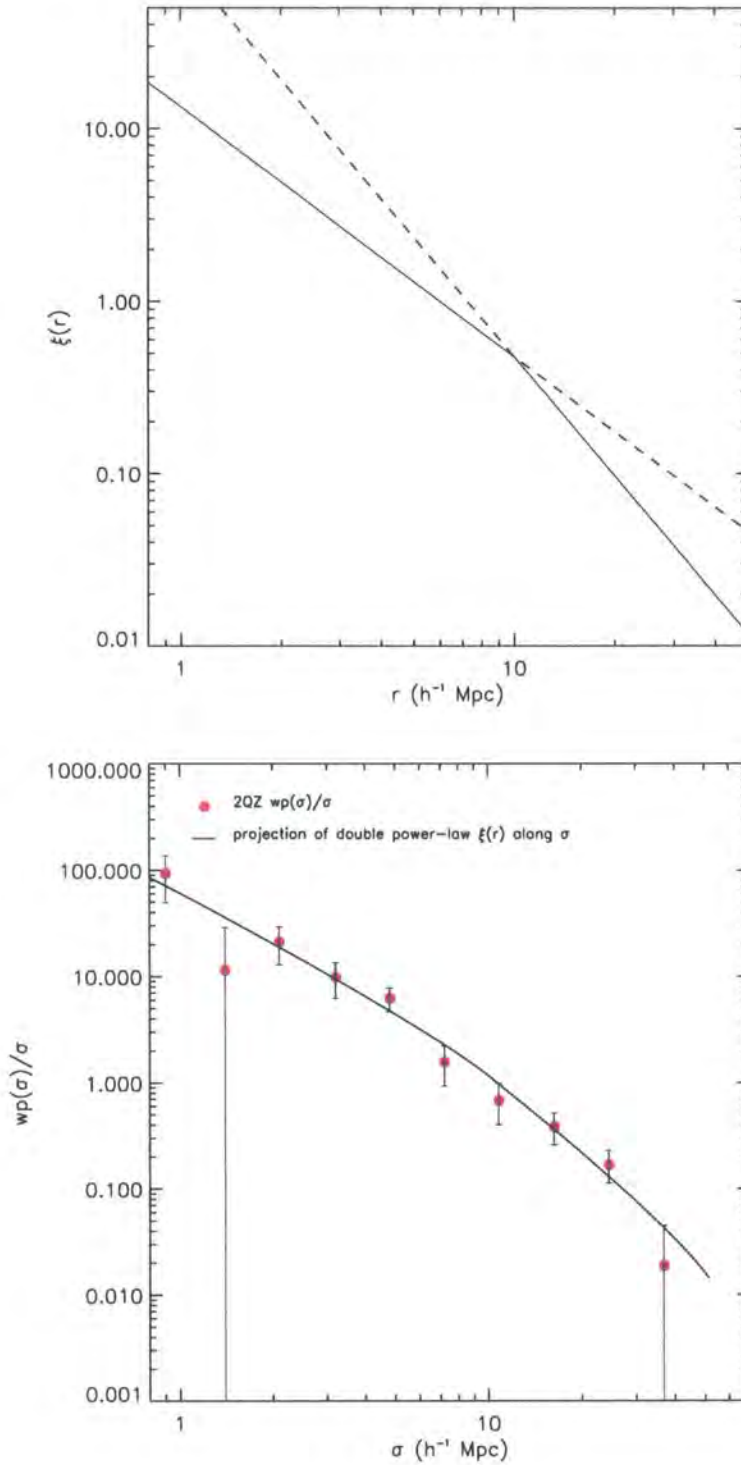 10.00
1.00
0.10
0.01
ξ(r)
1
10
r (h⁻¹ Mpc)
1000.000
100.000
10.000
1.000
0.100
0.010
0.001
wp(σ)/σ
2QZ wp(σ)/σ
projection of double power-law ξ(r) along σ
1
10
σ (h⁻¹ Mpc)